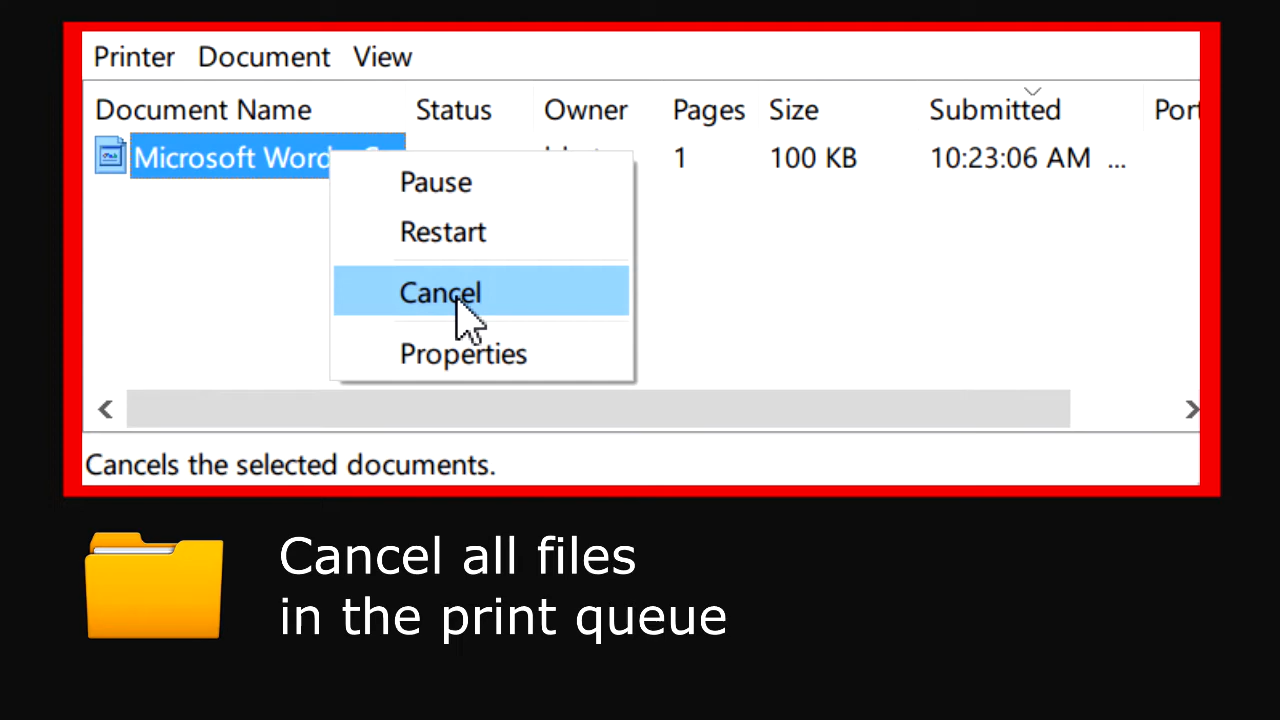 Printer Document View
Document Name Status Owner Pages Size Submitted
Microsoft Word 1 100 KB 10:23:06 AM ...
Pause
Restart
Cancel
Properties
Cancels the selected documents.
Cancel all files
in the print queue